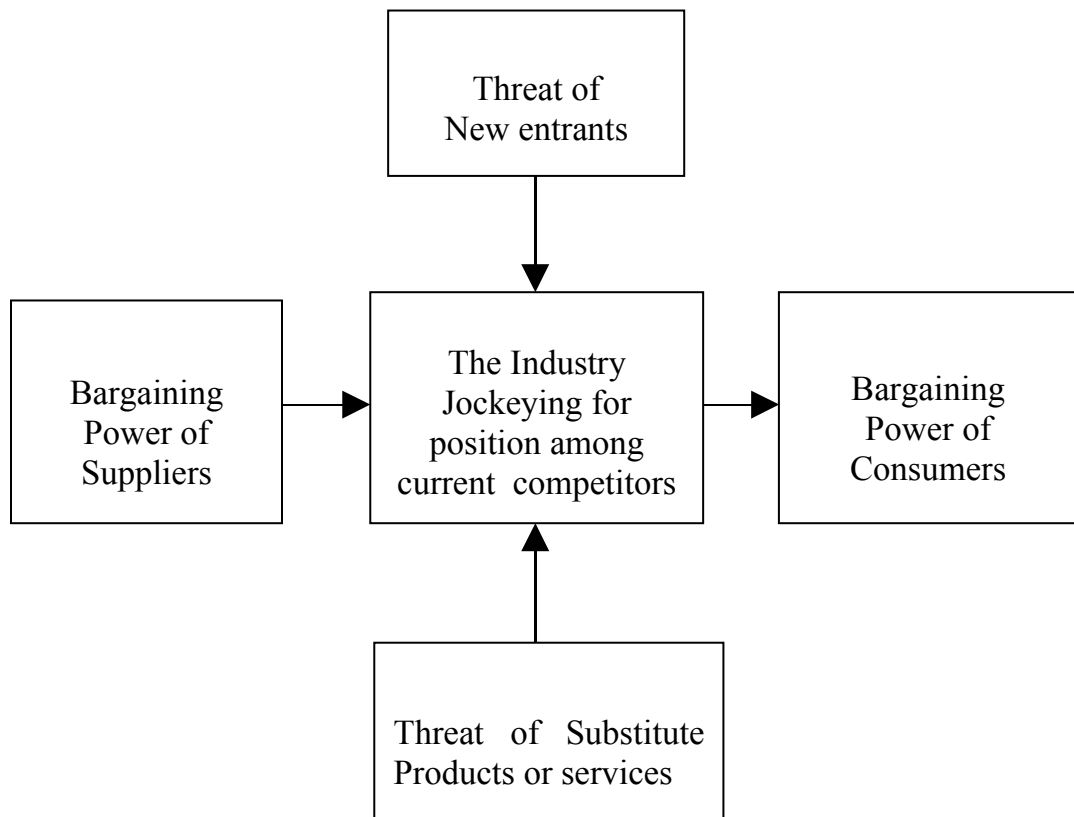 Threat of
New entrants
Bargaining
Power of
Suppliers
The Industry
Jockeying for
position among
current competitors
Bargaining
Power of
Consumers
Threat of Substitute
Products or services